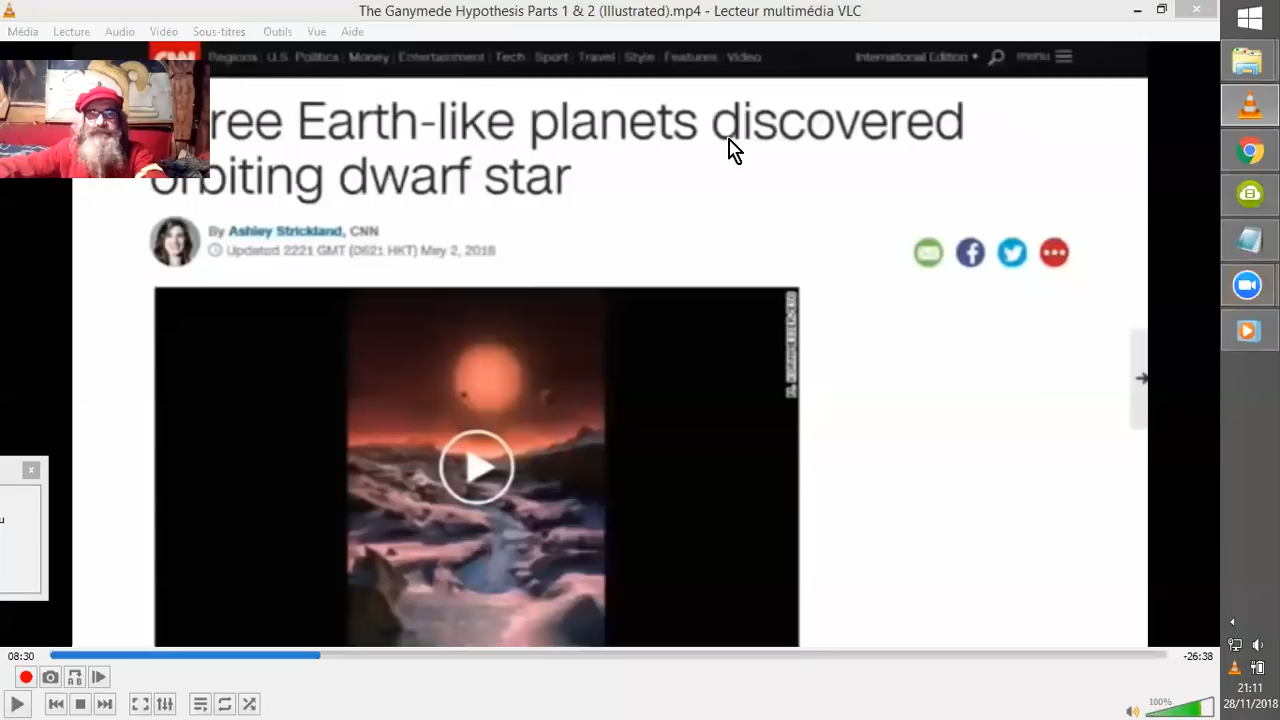 The Ganymede Hypothesis Parts 1 & 2 (Illustrated).mp4 - Lecteur multimédia VLC
Média Lecture Audio Vidéo Sous-titres Outils Vue Aide
CNN Regions U.S. Politics Money Entertainment Tech Sport Travel Style Features Video International Edition menu
ree Earth-like planets discovered
orbiting dwarf star
By Ashley Strickland, CNN
Updated 2221 GMT (0621 HKT) May 2, 2016
u
08:30
-26:38
100%
21:11
28/11/2018